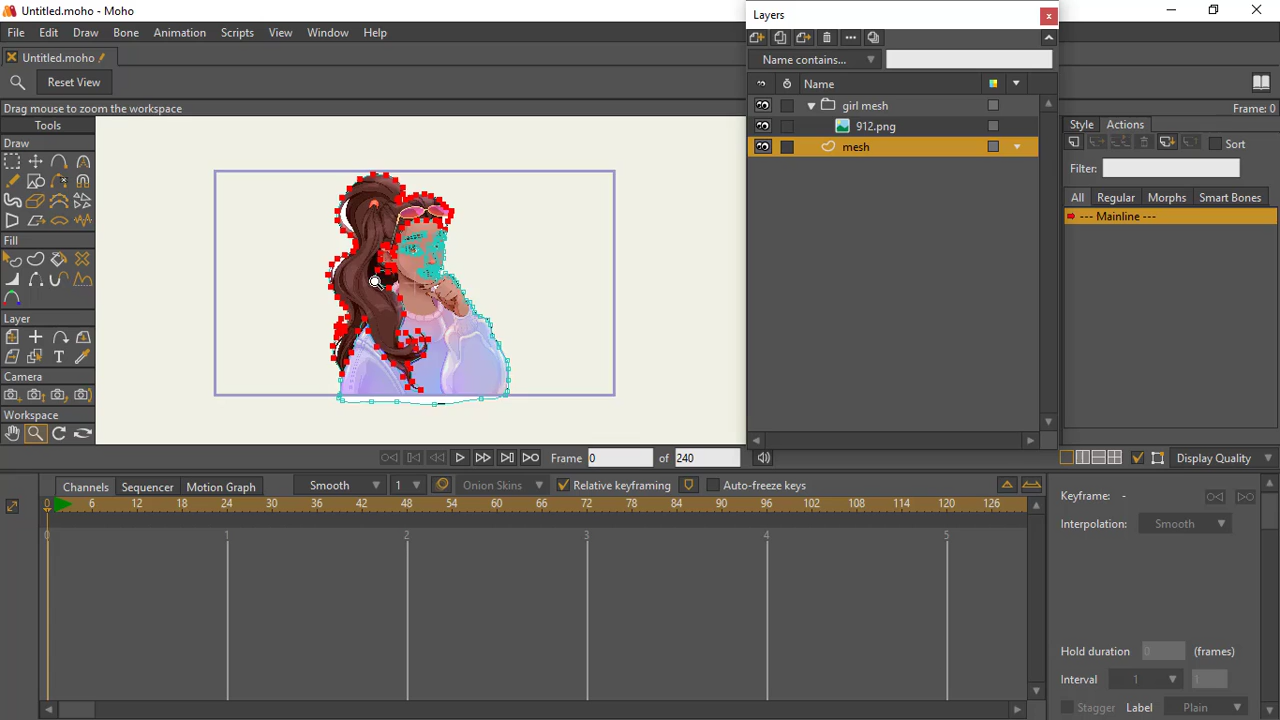 Untitled.moho - Moho
File Edit Draw Bone Animation Scripts View Window Help
Untitled.moho
Reset View
Drag mouse to zoom the workspace
Frame: 0
Tools
Draw
Fill
Layer
Camera
Workspace
Layers
Name contains...
Name
girl mesh
912.png
mesh
Style Actions
Sort
Filter:
All Regular Morphs Smart Bones
--- Mainline ---
Frame 0 of 240
Display Quality
Channels Sequencer Motion Graph Smooth 1 Onion Skins Relative keyframing Auto-freeze keys
0 6 12 18 24 30 36 42 48 54 60 66 72 78 84 90 96 102 108 114 120 126
0 1 2 3 4 5
Keyframe: -
Interpolation: Smooth
Hold duration 0 (frames)
Interval 1 1
Stagger Label Plain